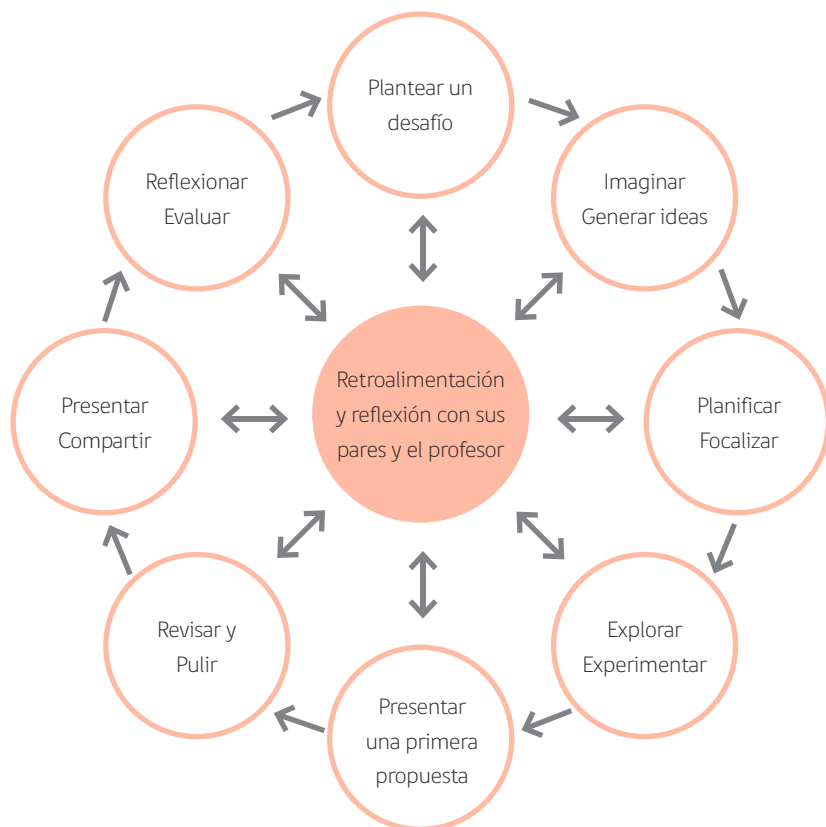 Plantear un
desafío
Imaginar
Generar ideas
Planificar
Focalizar
Explorar
Experimentar
Presentar
una primera
propuesta
Revisar y
Pulir
Presentar
Compartir
Reflexionar
Evaluar
Retroalimentación
y reflexión con sus
pares y el profesor